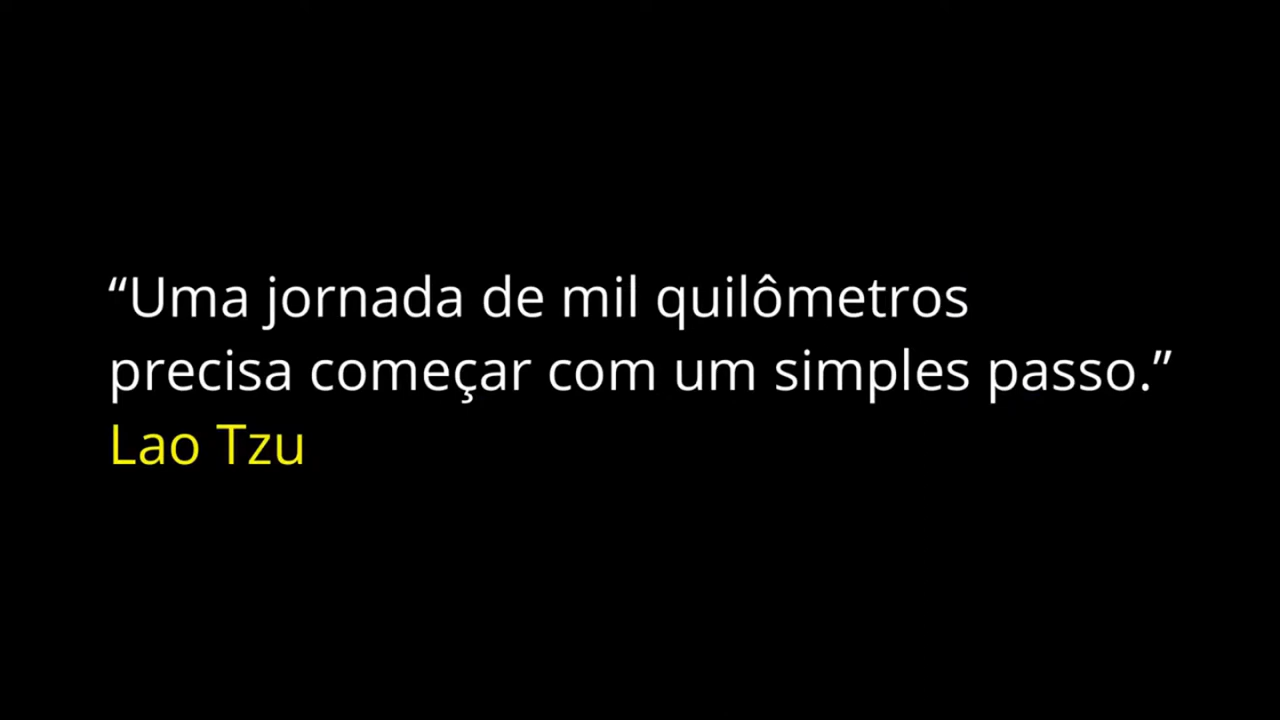 “Uma jornada de mil quilômetros
precisa começar com um simples passo.”
Lao Tzu